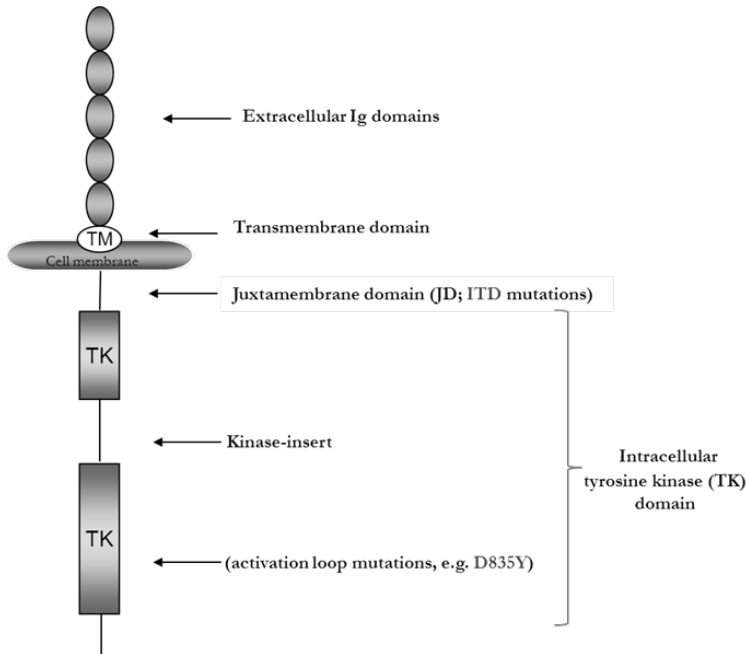 Extracellular Ig domains
Transmembrane domain
TM
Cell membrane
Juxtamembrane domain (JD; ITD mutations)
TK
Kinase-insert
Intracellular
tyrosine kinase (TK)
domain
TK
(activation loop mutations, e.g. D835Y)